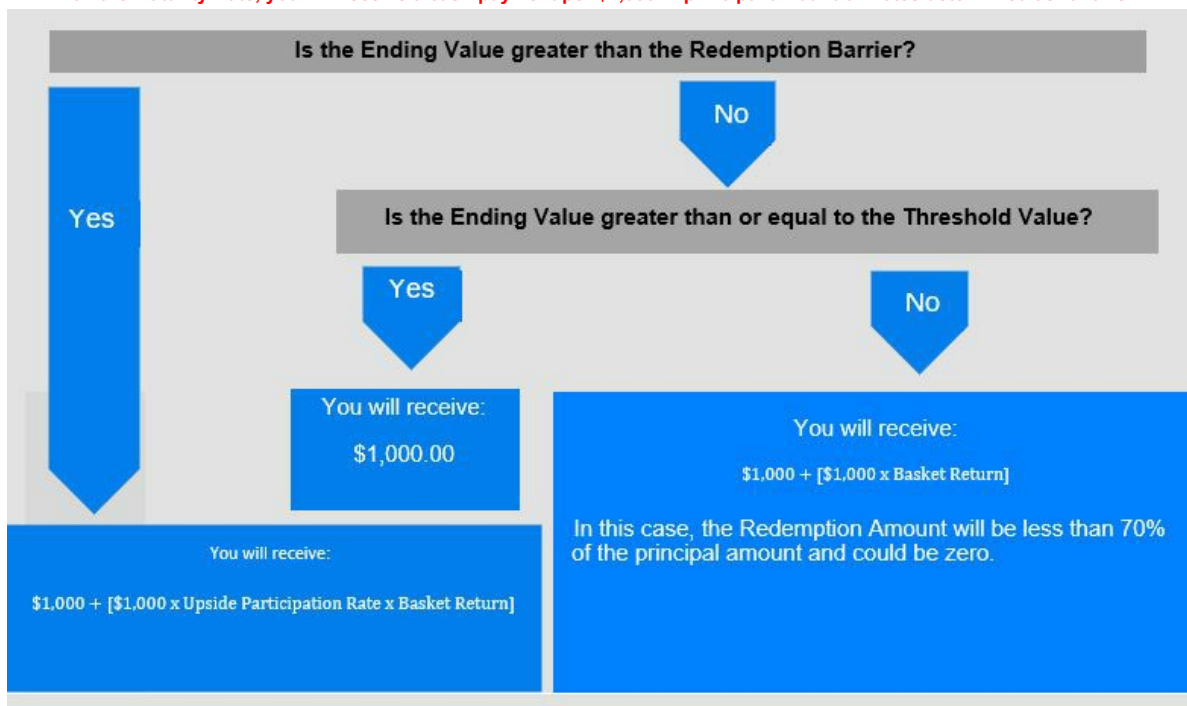 Is the Ending Value greater than the Redemption Barrier?
No
Yes
Is the Ending Value greater than or equal to the Threshold Value?
Yes
No
You will receive:
$1,000.00
You will receive:
$1,000 + [$1,000 x Basket Return]
In this case, the Redemption Amount will be less than 70%
of the principal amount and could be zero.
You will receive:
$1,000 + [$1,000 x Upside Participation Rate x Basket Return]